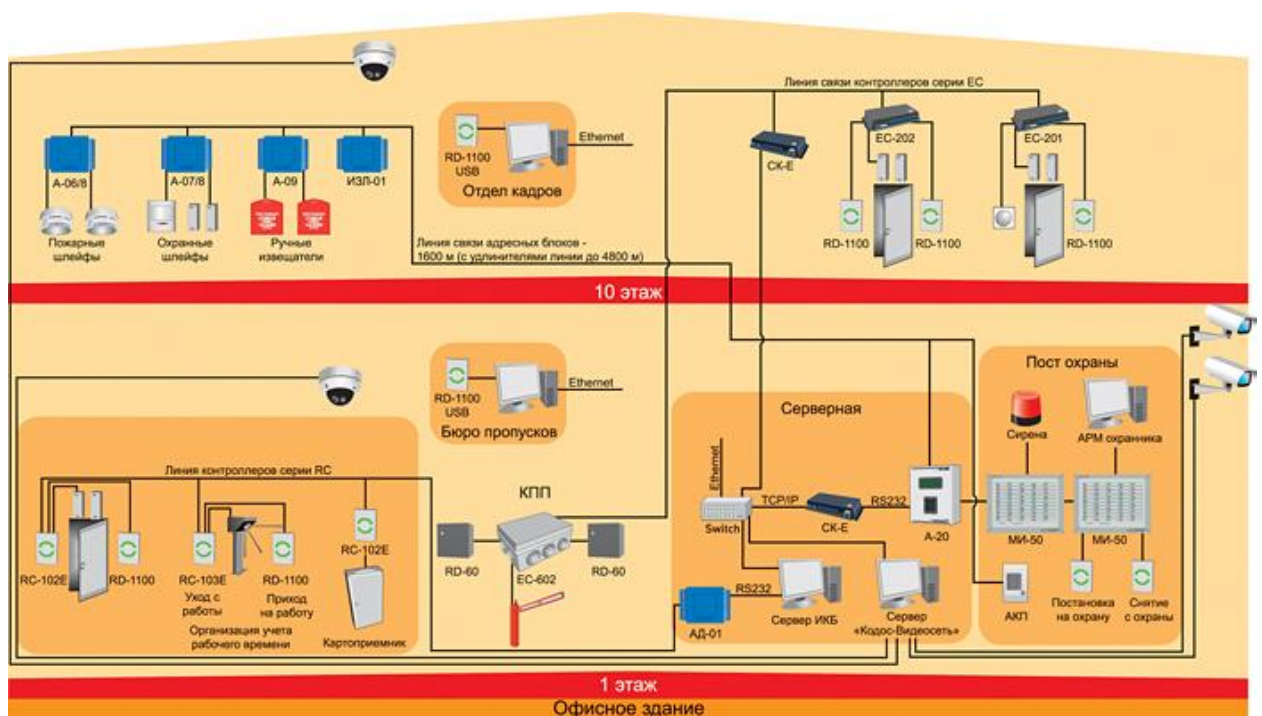 Линия связи контроллеров серии ЕС
ЕС-202
ЕС-201
СК-Е
RD-1100
USB
Ethernet
Отдел кадров
А-06/8
А-07/8
А-09
ИЗЛ-01
Пожарные
шлейфы
Охранные
шлейфы
Ручные
извещатели
RD-1100
RD-1100
RD-1100
Линия связи адресных блоков -
1600 м (с удлинителями линии до 4800 м)
10 этаж
RD-1100
USB
Ethernet
Бюро пропусков
Серверная
Пост охраны
Сирена
АРМ охранника
Линия контроллеров серии RC
RC-102E
RD-1100
RC-103E
Уход с
работы
RD-1100
Приход
на работу
Организация учета
рабочего времени
RC-102E
Картоприемник
КПП
RD-60
ЕС-602
RD-60
Ethernet
Switch
TCP/IP
СК-Е
RS232
А-20
МИ-50
МИ-50
АД-01
RS232
Сервер ИКБ
Сервер
«Кодос-Видеосеть»
АКП
Постановка
на охрану
Снятие
с охраны
1 этаж
Офисное здание